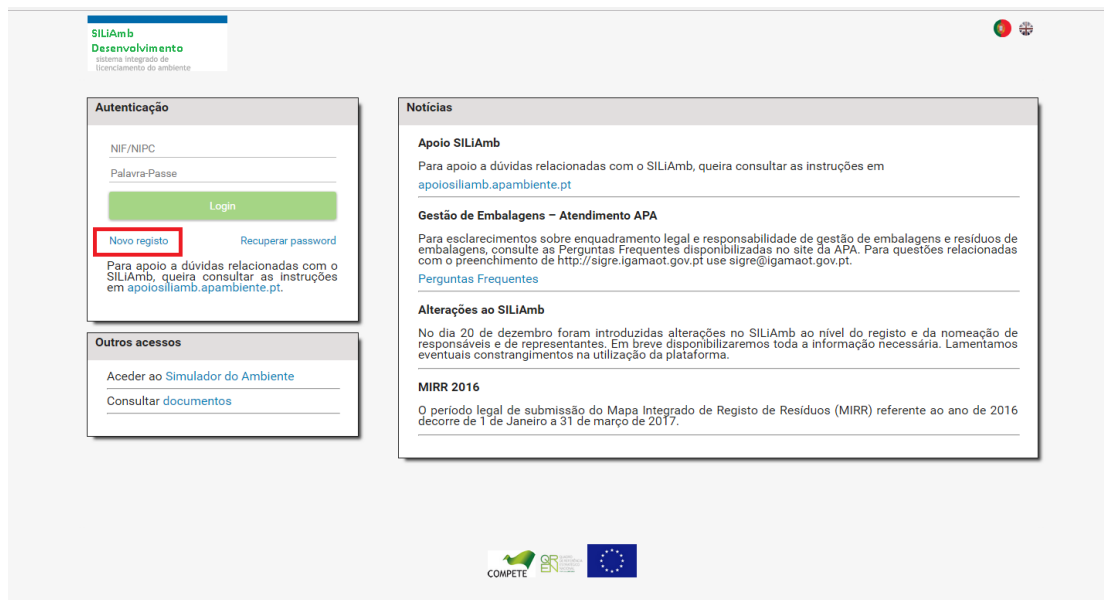 SILiAmb
Desenvolvimento
sistema integrado de
licenciamento do ambiente
Autenticação
NIF/NIPC
Palavra-Passe
Login
Novo registo
Recuperar password
Para apoio a dúvidas relacionadas com o
SILiAmb, queira consultar as instruções
em apoiosiliamb.apambiente.pt.
Outros acessos
Aceder ao Simulador do Ambiente
Consultar documentos
Notícias
Apoio SILiAmb
Para apoio a dúvidas relacionadas com o SILiAmb, queira consultar as instruções em
apoiosiliamb.apambiente.pt
Gestão de Embalagens – Atendimento APA
Para esclarecimentos sobre enquadramento legal e responsabilidade de gestão de embalagens e resíduos de
embalagens, consulte as Perguntas Frequentes disponibilizadas no site da APA. Para questões relacionadas
com o preenchimento de http://sigre.igamaot.gov.pt use sigre@igamaot.gov.pt.
Perguntas Frequentes
Alterações ao SILiAmb
No dia 20 de dezembro foram introduzidas alterações no SILiAmb ao nível do registo e da nomeação de
responsáveis e de representantes. Em breve disponibilizaremos toda a informação necessária. Lamentamos
eventuais constrangimentos na utilização da plataforma.
MIRR 2016
O período legal de submissão do Mapa Integrado de Registo de Resíduos (MIRR) referente ao ano de 2016
decorre de 1 de Janeiro a 31 de março de 2017.
COMPETE
QR
EN